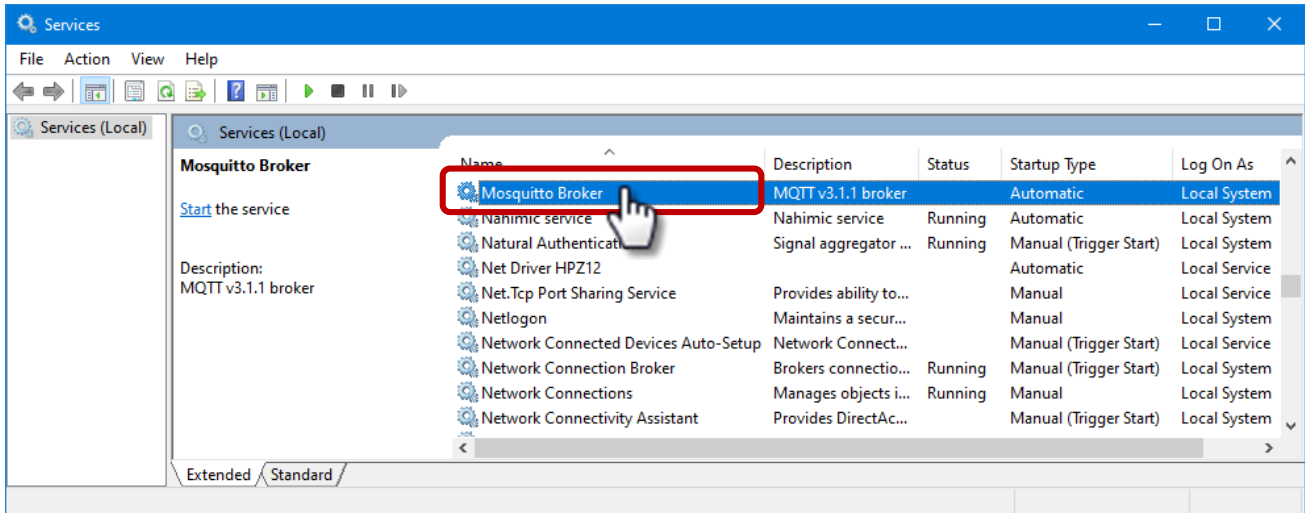 Services
File Action View Help
Services (Local)
Services (Local)
Mosquitto Broker
Start the service
Description:
MQTT v3.1.1 broker
Name Description Status Startup Type Log On As
Mosquitto Broker MQTT v3.1.1 broker Automatic Local System
Nahimic service Nahimic service Running Automatic Local System
Natural Authenticati Signal aggregator ... Running Manual (Trigger Start) Local System
Net Driver HPZ12 Automatic Local Service
Net.Tcp Port Sharing Service Provides ability to... Manual Local Service
Netlogon Maintains a secur... Manual Local System
Network Connected Devices Auto-Setup Network Connect... Manual (Trigger Start) Local Service
Network Connection Broker Brokers connectio... Running Manual (Trigger Start) Local System
Network Connections Manages objects i... Running Manual Local System
Network Connectivity Assistant Provides DirectAc... Manual (Trigger Start) Local System
Extended Standard